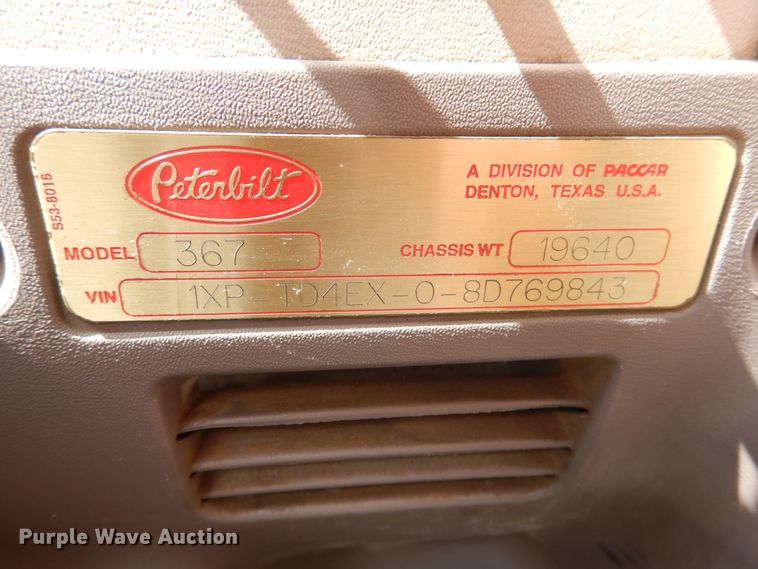 S53-6016
Peterbilt
A DIVISION OF PACCAR
DENTON, TEXAS U.S.A.
MODEL 367 CHASSIS WT 19640
VIN 1XP-TD4EX-0-8D769843
Purple Wave Auction